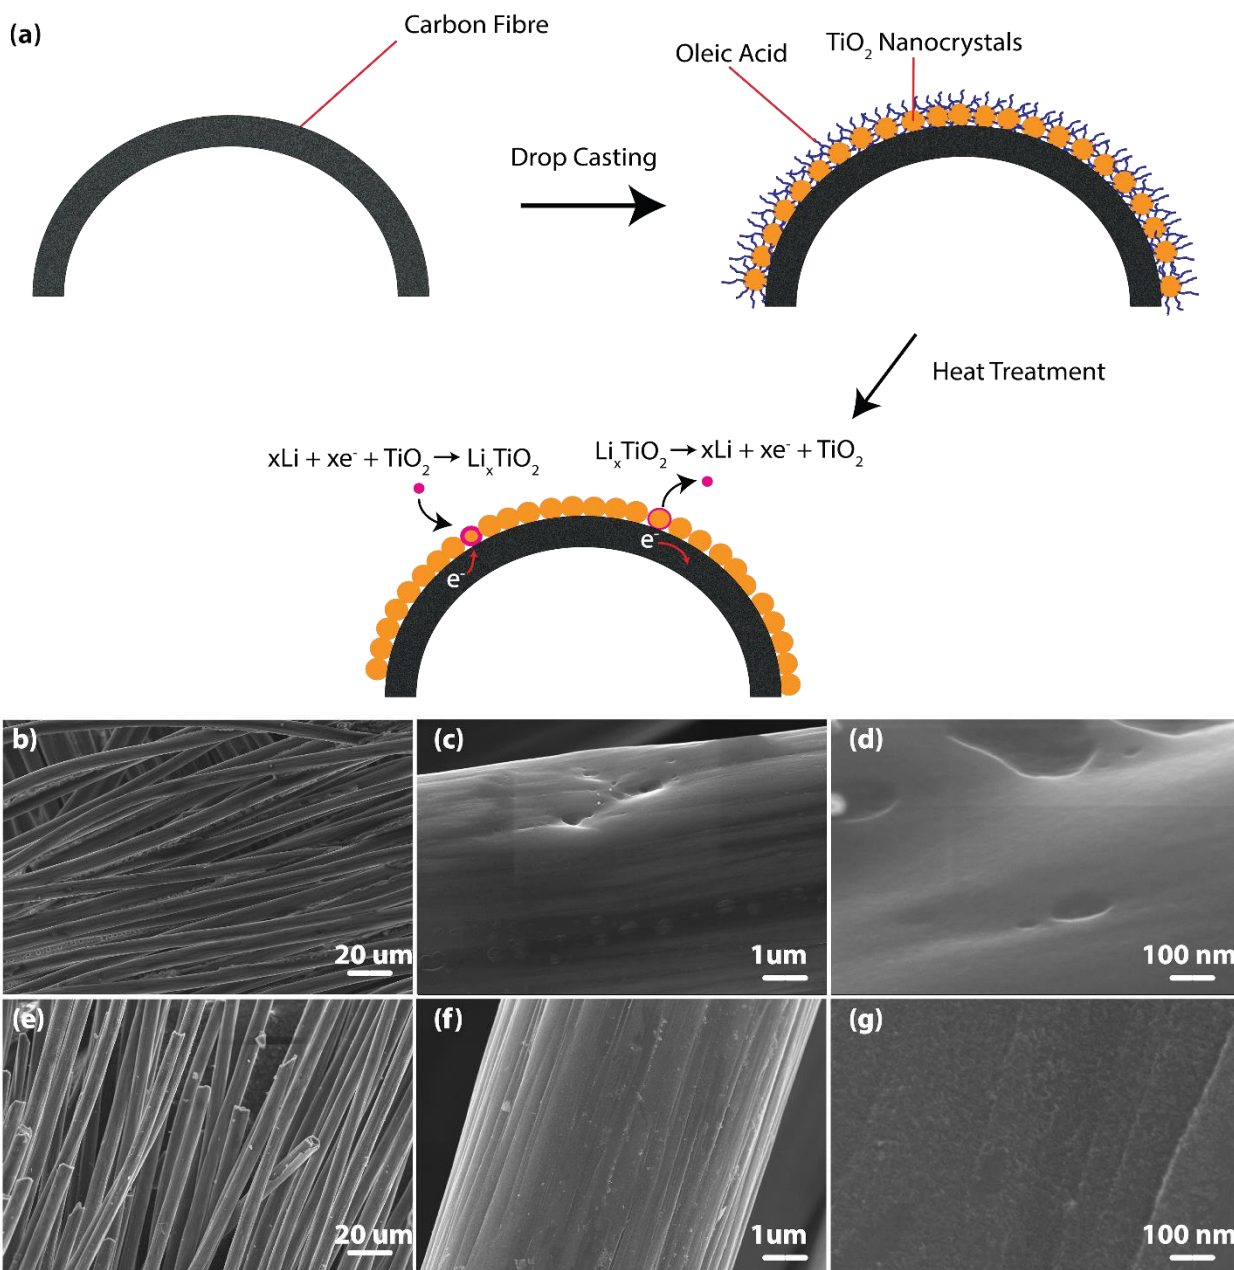 (a)
Carbon Fibre
Oleic Acid
TiO₂ Nanocrystals
Drop Casting
Heat Treatment
xLi + xe⁻ + TiO₂ → LiₓTiO₂
LiₓTiO₂ → xLi + xe⁻ + TiO₂
e⁻
e⁻
b)
20 um
(c)
1um
(d)
100 nm
(e)
20 um
(f)
1um
(g)
100 nm